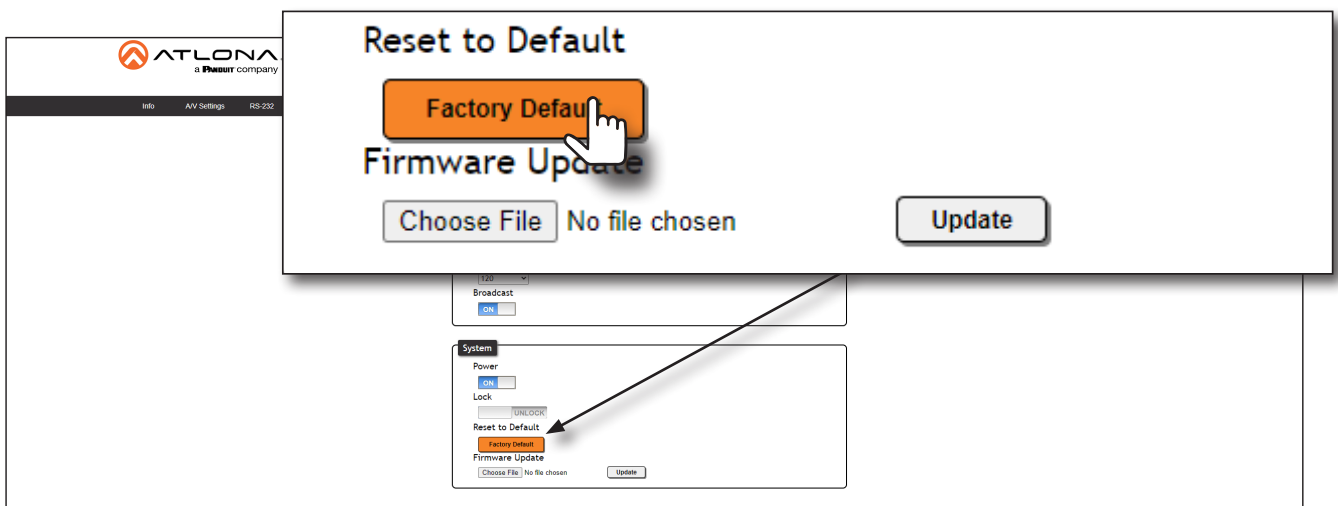 ATLONA
a PANDUIT company
Info A/V Settings RS-232
Reset to Default
Factory Default
Firmware Update
Choose File No file chosen Update
120
Broadcast
ON
System
Power
ON
Lock
UNLOCK
Reset to Default
Factory Default
Firmware Update
Choose File No file chosen Update